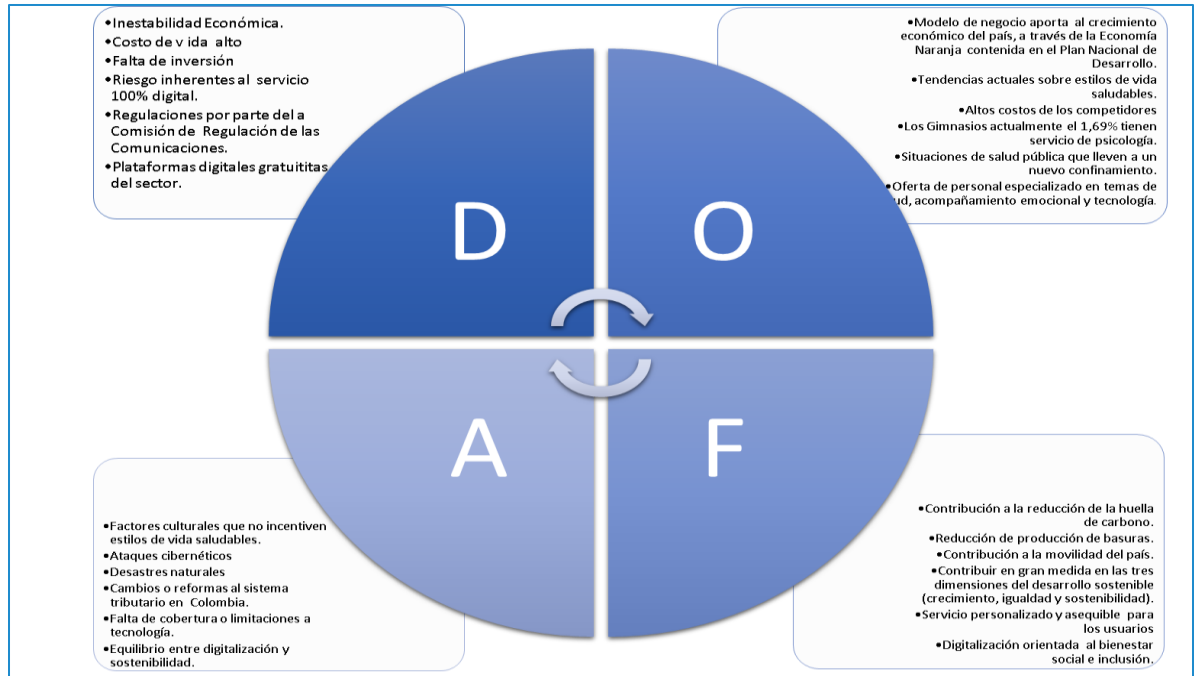 •Inestabilidad Económica.
•Costo de v ida alto
•Falta de inversión
•Riesgo inherentes al servicio
100% digital.
•Regulaciones por parte del a
Comisión de Regulación de las
Comunicaciones.
•Plataformas digitales gratuititas
del sector.
D
•Modelo de negocio aporta al crecimiento
económico del país, a través de la Economía
Naranja contenida en el Plan Nacional de
Desarrollo.
•Tendencias actuales sobre estilos de vida
saludables.
•Altos costos de los competidores
•Los Gimnasios actualmente el 1,69% tienen
servicio de psicología.
•Situaciones de salud pública que lleven a un
nuevo confinamiento.
•Oferta de personal especializado en temas de
ud, acompañamiento emocional y tecnología.
O
A
•Factores culturales que no incentiven
estilos de vida saludables.
•Ataques cibernéticos
•Desastres naturales
•Cambios o reformas al sistema
tributario en Colombia.
•Falta de cobertura o limitaciones a
tecnología.
•Equilibrio entre digitalización y
sostenibilidad.
F
•Contribución a la reducción de la huella
de carbono.
•Reducción de producción de basuras.
•Contribución a la movilidad del país.
•Contribuir en gran medida en las tres
dimensiones del desarrollo sostenible
(crecimiento, igualdad y sostenibilidad).
•Servicio personalizado y asequible para
los usuarios
•Digitalización orientada al bienestar
social e inclusión.